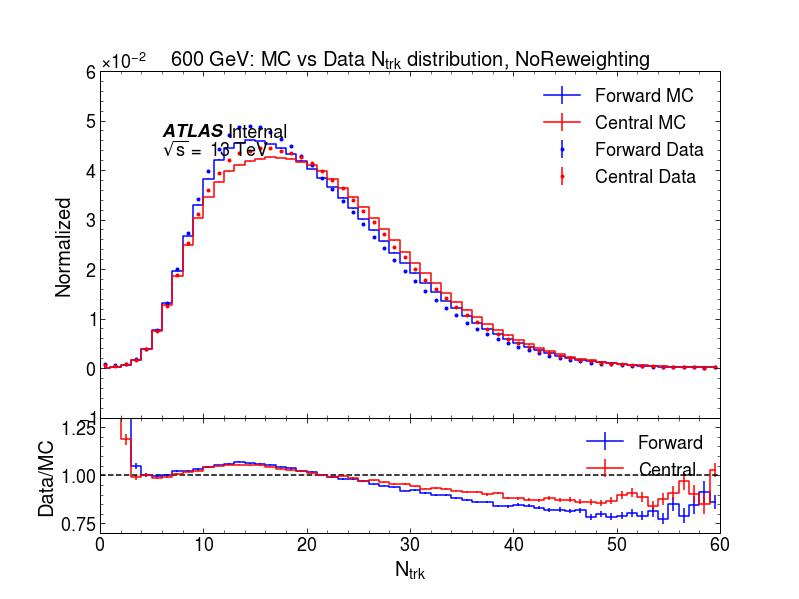 ×10⁻² 600 GeV: MC vs Data Ntrk distribution, NoReweighting
6
Forward MC
5
ATLAS Internal
Central MC
√s = 13 TeV
Forward Data
4
Central Data
3
Normalized
2
1
0
−1
1.25
Forward
Central
1.00
Data/MC
0.75
0 10 20 30 40 50 60
Ntrk